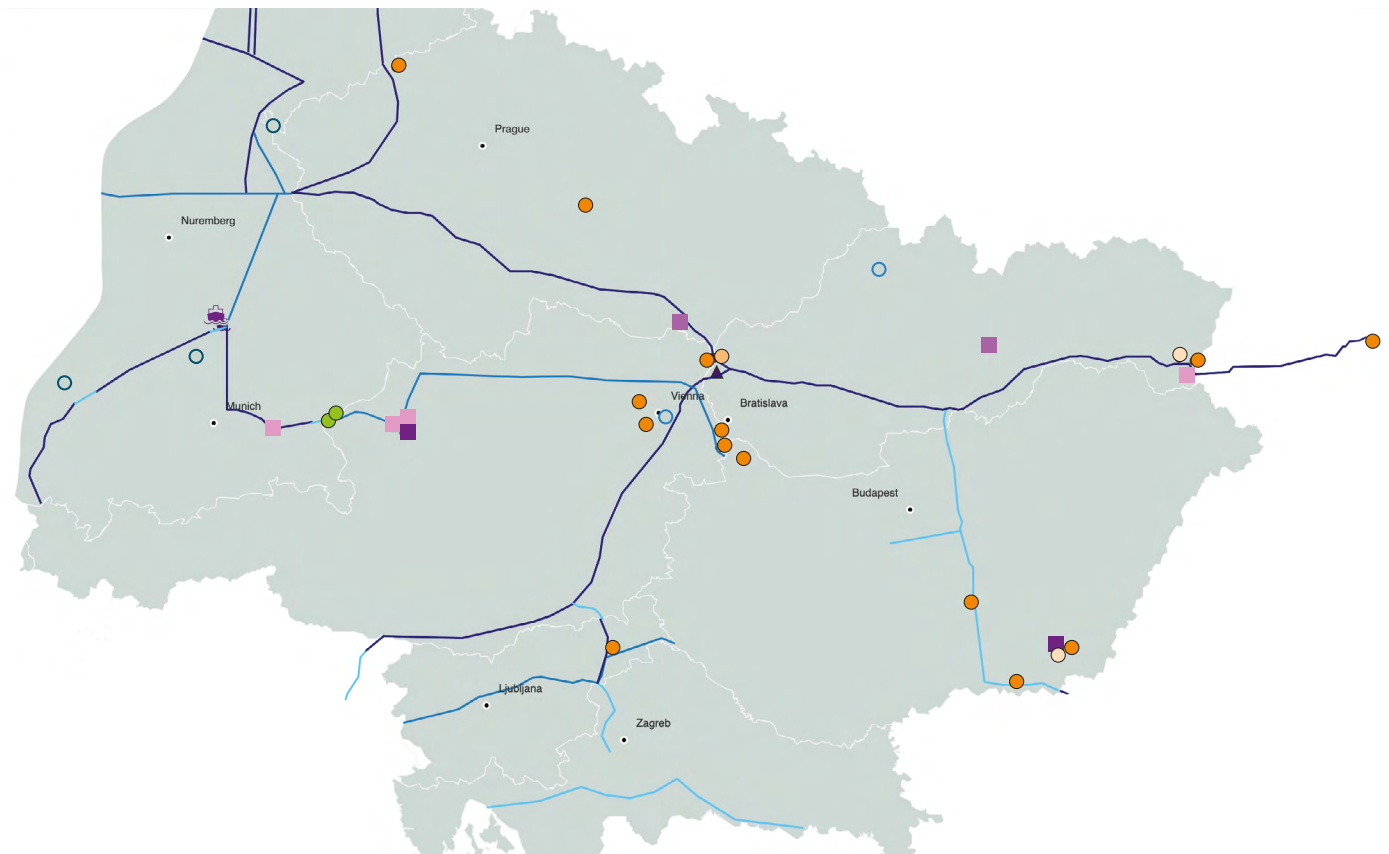 Prague
Nuremberg
Munich
Vienna
Bratislava
Budapest
Ljubljana
Zagreb